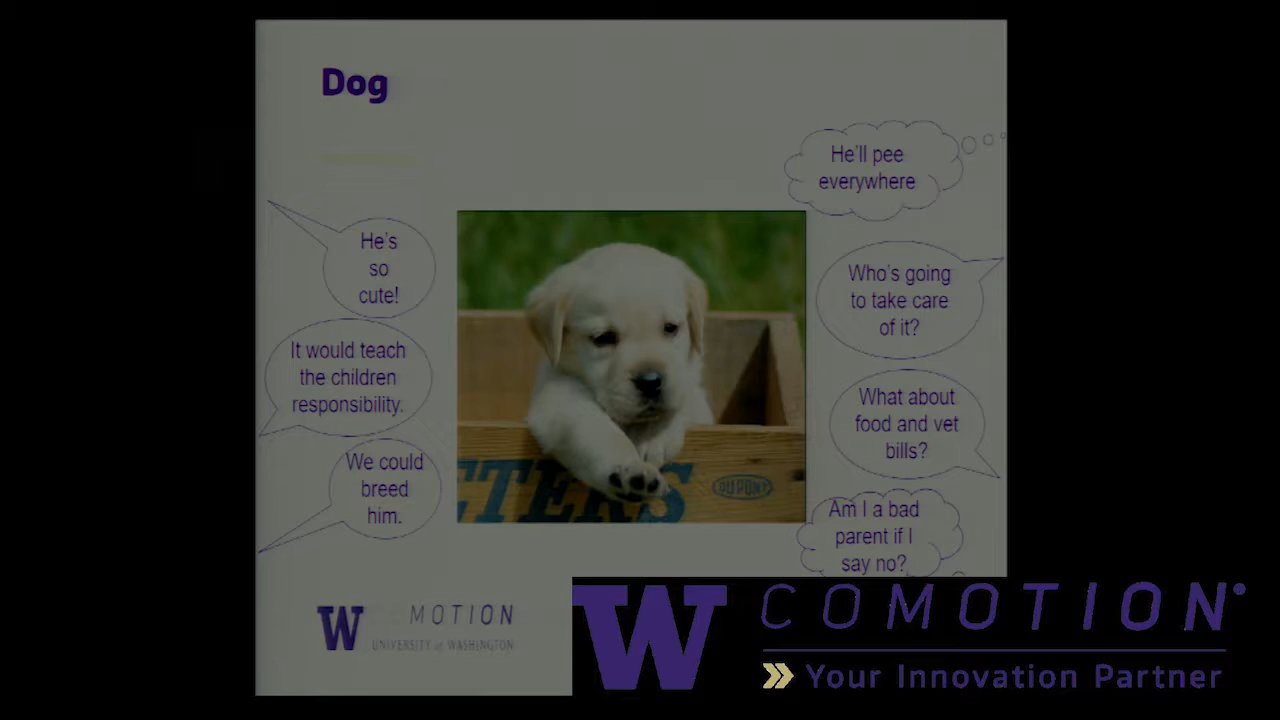 Dog
He's
so
cute!
It would teach
the children
responsibility.
We could
breed
him.
He'll pee
everywhere
Who's going
to take care
of it?
What about
food and vet
bills?
Am I a bad
parent if I
say no?
ETERS
DUPONT
W COMOTION
UNIVERSITY of WASHINGTON
W COMOTION
Your Innovation Partner